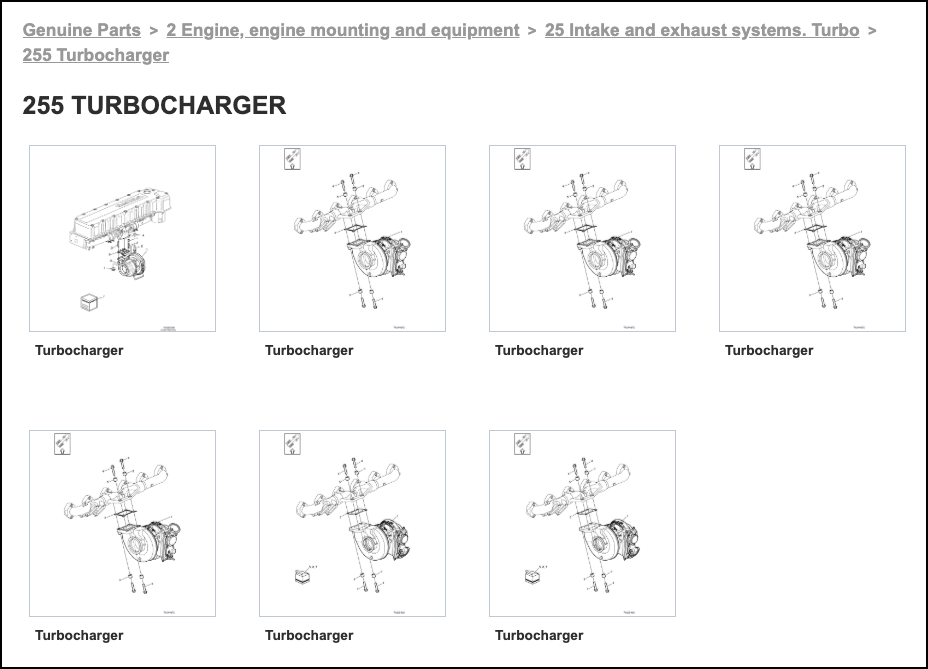 Genuine Parts > 2 Engine, engine mounting and equipment > 25 Intake and exhaust systems. Turbo >
255 Turbocharger
255 TURBOCHARGER
Turbocharger
Turbocharger
Turbocharger
Turbocharger
Turbocharger
Turbocharger
Turbocharger